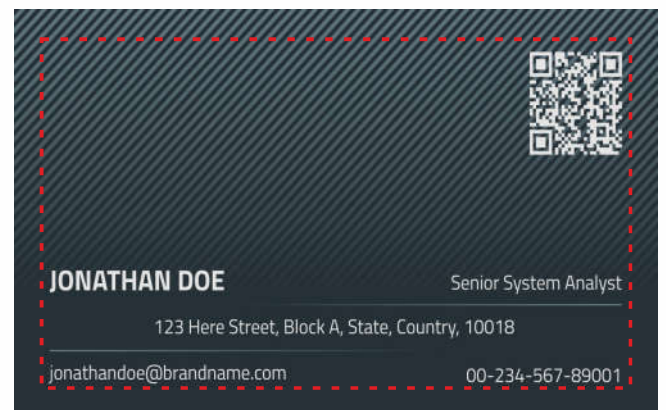 JONATHAN DOE Senior System Analyst
123 Here Street, Block A, State, Country, 10018
jonathandoe@brandname.com 00-234-567-89001